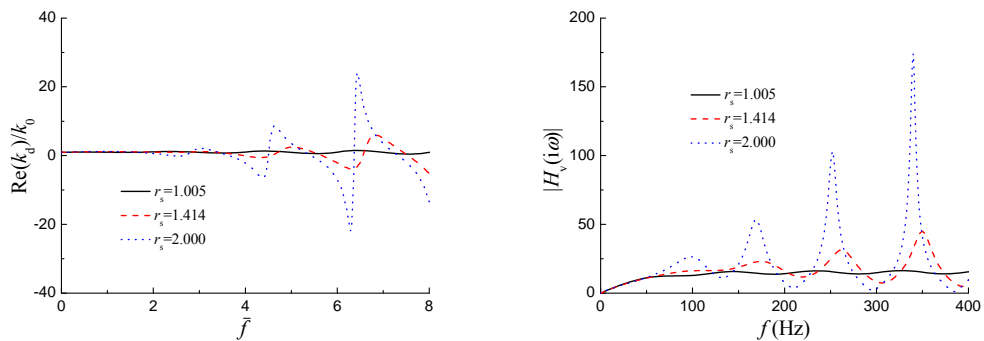 40
20
0
-20
-40
Re(k_d)/k_0
r_s=1.005
r_s=1.414
r_s=2.000
0 2 4 6 8
f̄
200
150
100
50
0
|H_v(iω)|
r_s=1.005
r_s=1.414
r_s=2.000
0 100 200 300 400
f (Hz)